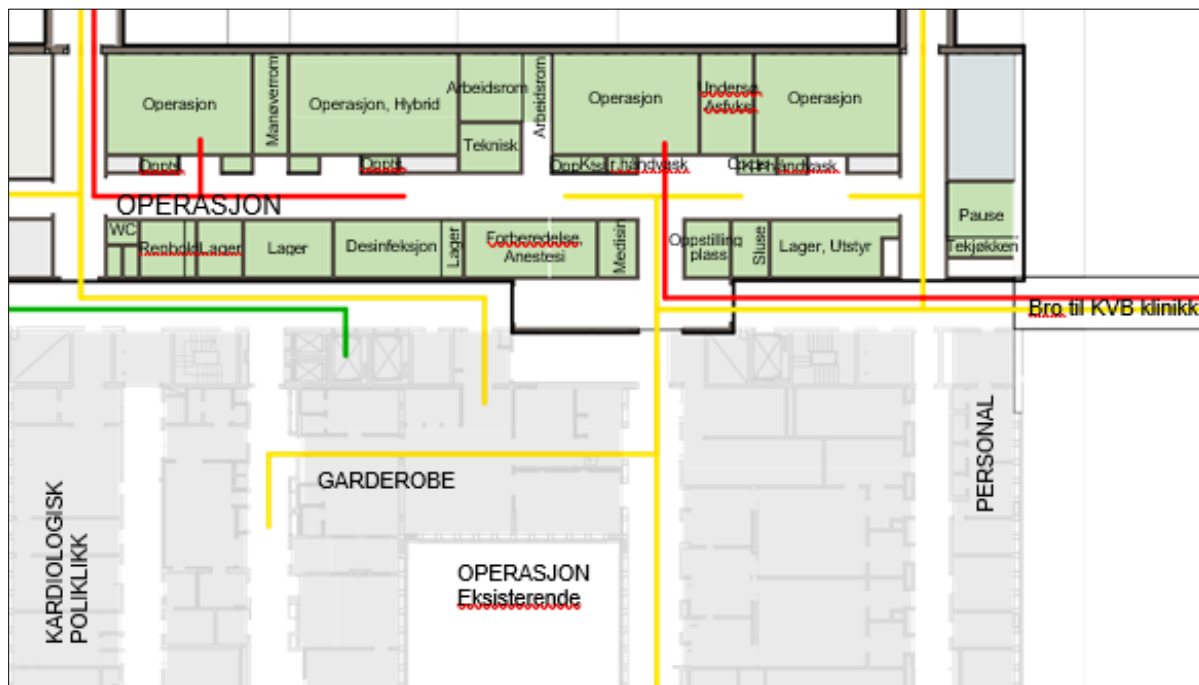 Operasjon
Manøverrom
Operasjon, Hybrid
Arbeidsrom
Teknisk
Arbeidsrom
Operasjon
Asfyksi
Operasjon
Oppst.
Oppst.
håndvask
håndvask
OPERASJON
WC
Renhold
Lager
Lager
Desinfeksjon
Lager
Forberedelse,
Anestesi
Medisin
Oppstilling
plass
Sluse
Lager, Utstyr
Pause
Tekjøkken
Bro til KVB klinikk
GARDEROBE
PERSONAL
KARDIOLOGISK
POLIKLIKK
OPERASJON
Eksisterende